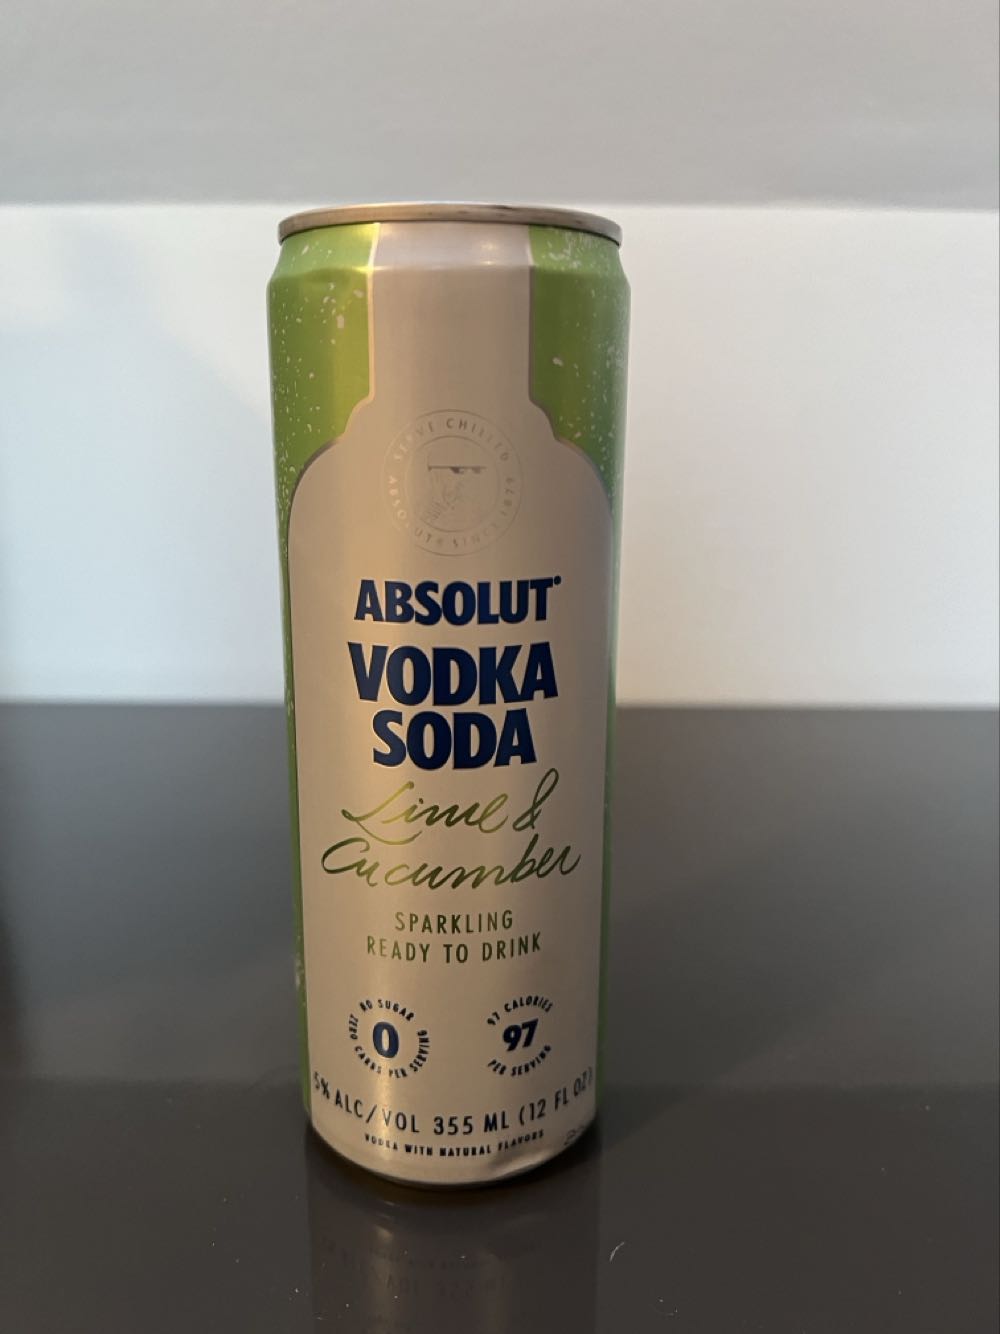 SERVE CHILLED
ABSOLUT® SINCE 1879
ABSOLUT®
VODKA
SODA
Lime &
Cucumber
SPARKLING
READY TO DRINK
NO SUGAR
0
ZERO CARBS PER SERVING
97 CALORIES
97
PER SERVING
5% ALC/VOL 355 ML (12 FL OZ)
VODKA WITH NATURAL FLAVORS